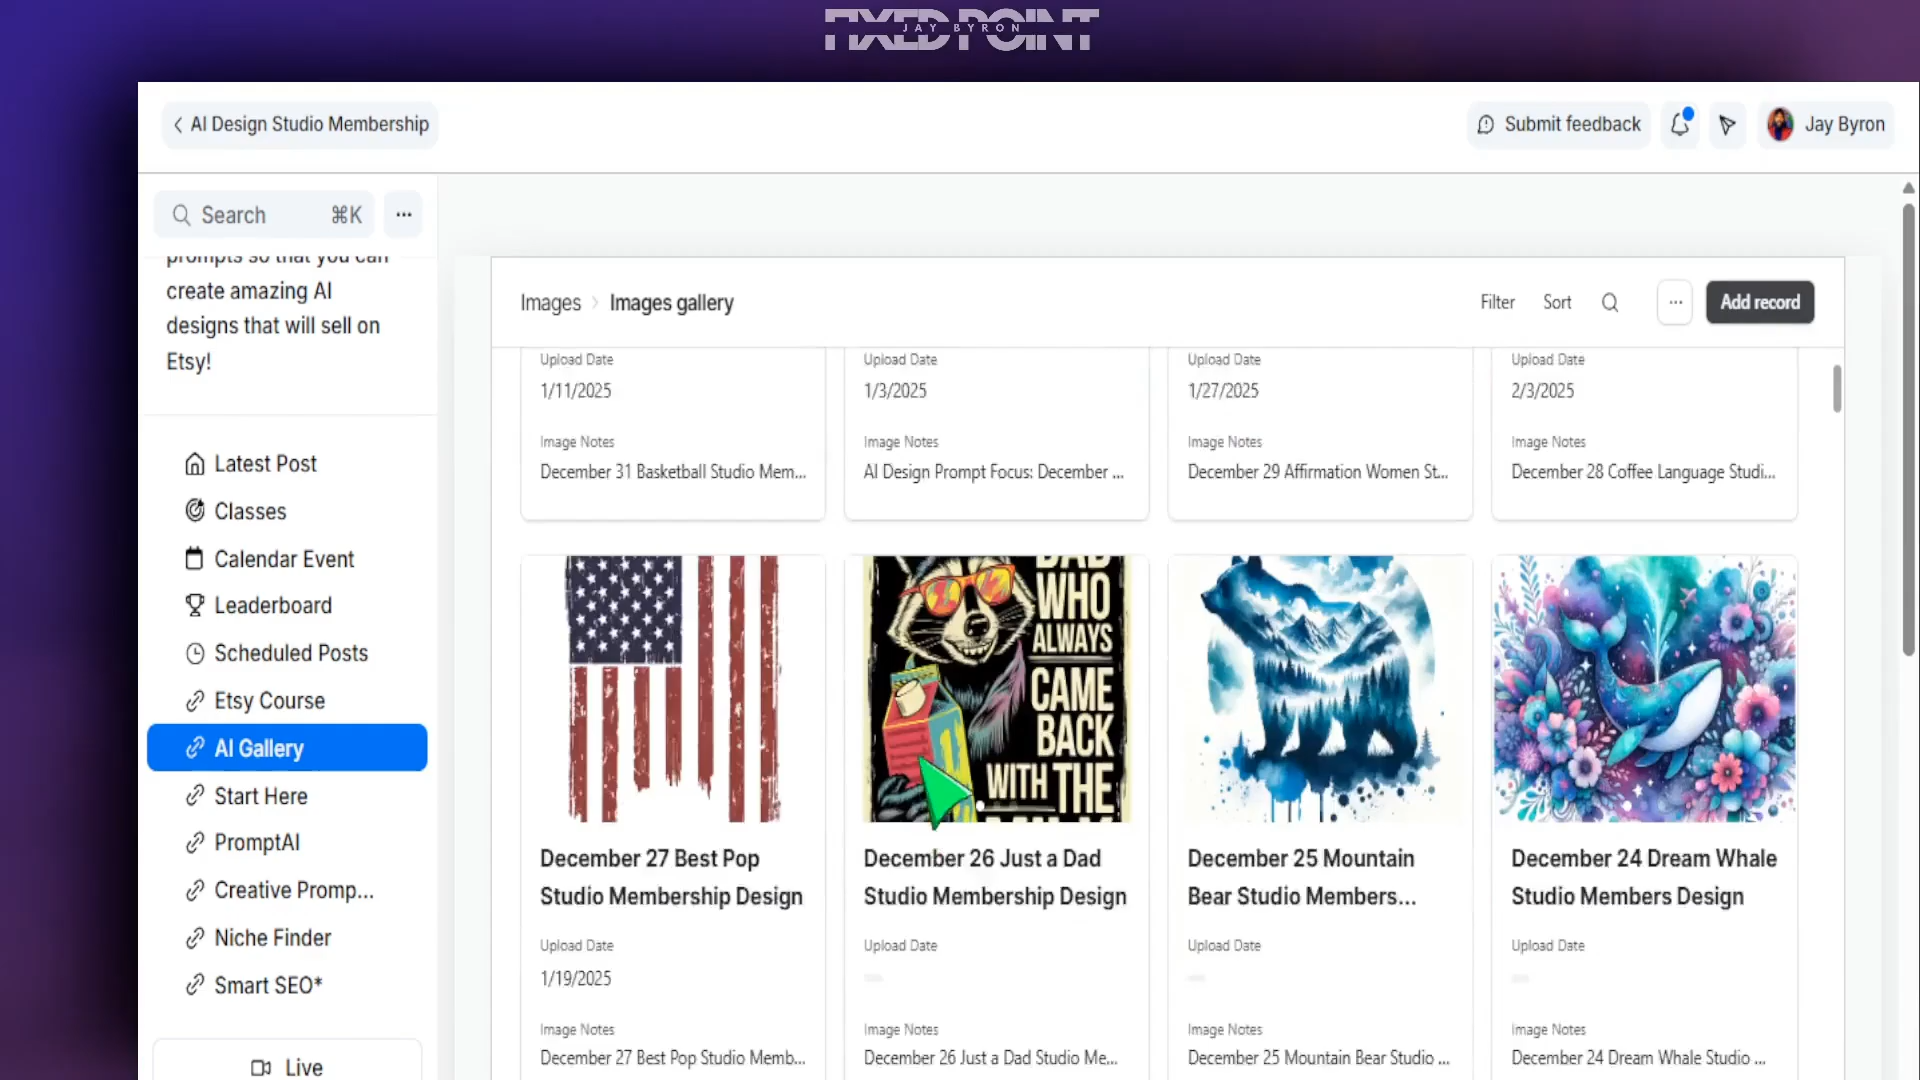 FIXED POINT
JAY BYRON
AI Design Studio Membership
Submit feedback
Jay Byron
Search ⌘K
prompts so that you can
create amazing AI
designs that will sell on
Etsy!
Latest Post
Classes
Calendar Event
Leaderboard
Scheduled Posts
Etsy Course
AI Gallery
Start Here
PromptAI
Creative Promp...
Niche Finder
Smart SEO*
Live
Images > Images gallery
Filter
Sort
Add record
Upload Date
1/11/2025
Image Notes
December 31 Basketball Studio Mem...
Upload Date
1/3/2025
Image Notes
AI Design Prompt Focus: December ...
Upload Date
1/27/2025
Image Notes
December 29 Affirmation Women St...
Upload Date
2/3/2025
Image Notes
December 28 Coffee Language Studi...
December 27 Best Pop
Studio Membership Design
Upload Date
1/19/2025
Image Notes
December 27 Best Pop Studio Memb...
DAD
WHO
ALWAYS
CAME
BACK
WITH THE
December 26 Just a Dad
Studio Membership Design
Upload Date
Image Notes
December 26 Just a Dad Studio Me...
December 25 Mountain
Bear Studio Members...
Upload Date
Image Notes
December 25 Mountain Bear Studio ...
December 24 Dream Whale
Studio Members Design
Upload Date
Image Notes
December 24 Dream Whale Studio ...